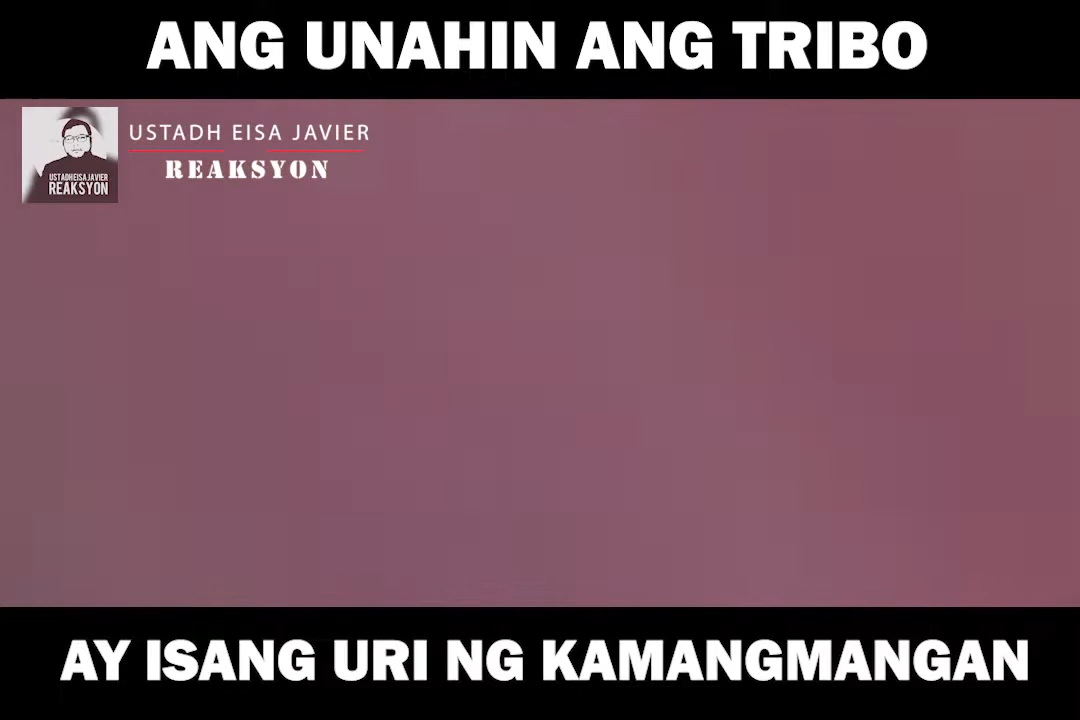 ANG UNAHIN ANG TRIBO
USTADH EISA JAVIER
REAKSYON
USTADHEISAJAVIER
REAKSYON
AY ISANG URI NG KAMANGMANGAN